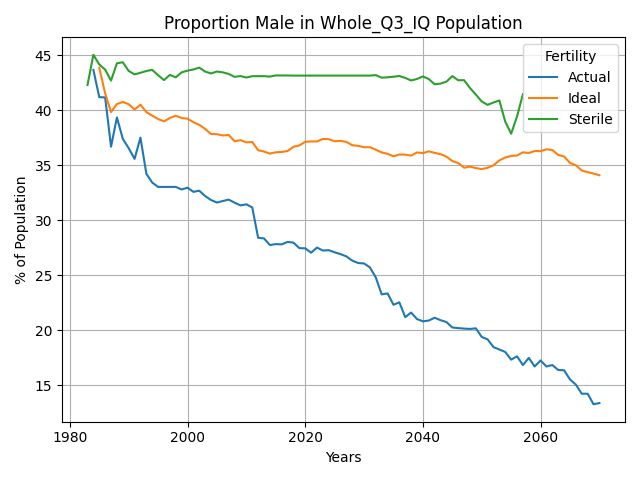 Proportion Male in Whole_Q3_IQ Population
% of Population
45
40
35
30
25
20
15
Fertility
Actual
Ideal
Sterile
1980
2000
2020
2040
2060
Years